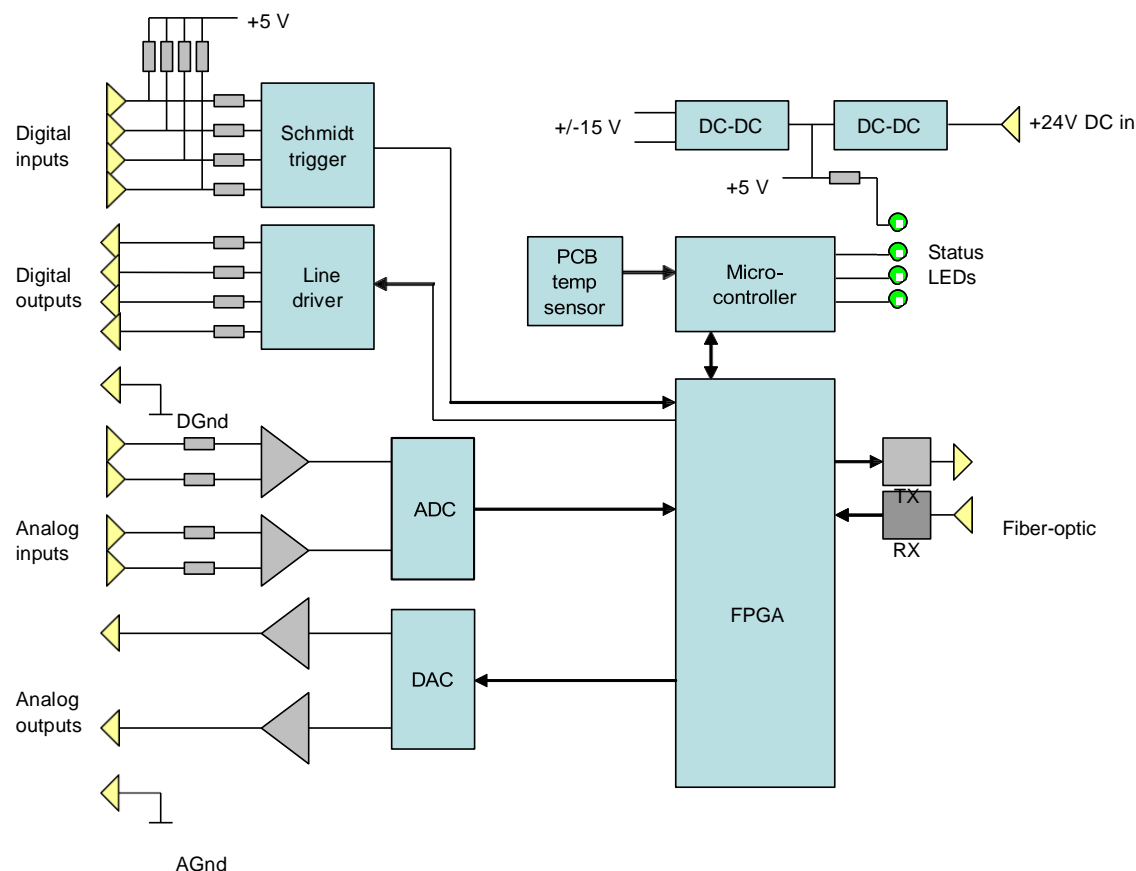 +5 V
Digital
inputs
Schmidt
trigger
+/-15 V
DC-DC
DC-DC
+24V DC in
+5 V
Digital
outputs
Line
driver
PCB
temp
sensor
Micro-
controller
Status
LEDs
DGnd
Analog
inputs
ADC
TX
RX
Fiber-optic
FPGA
Analog
outputs
DAC
AGnd